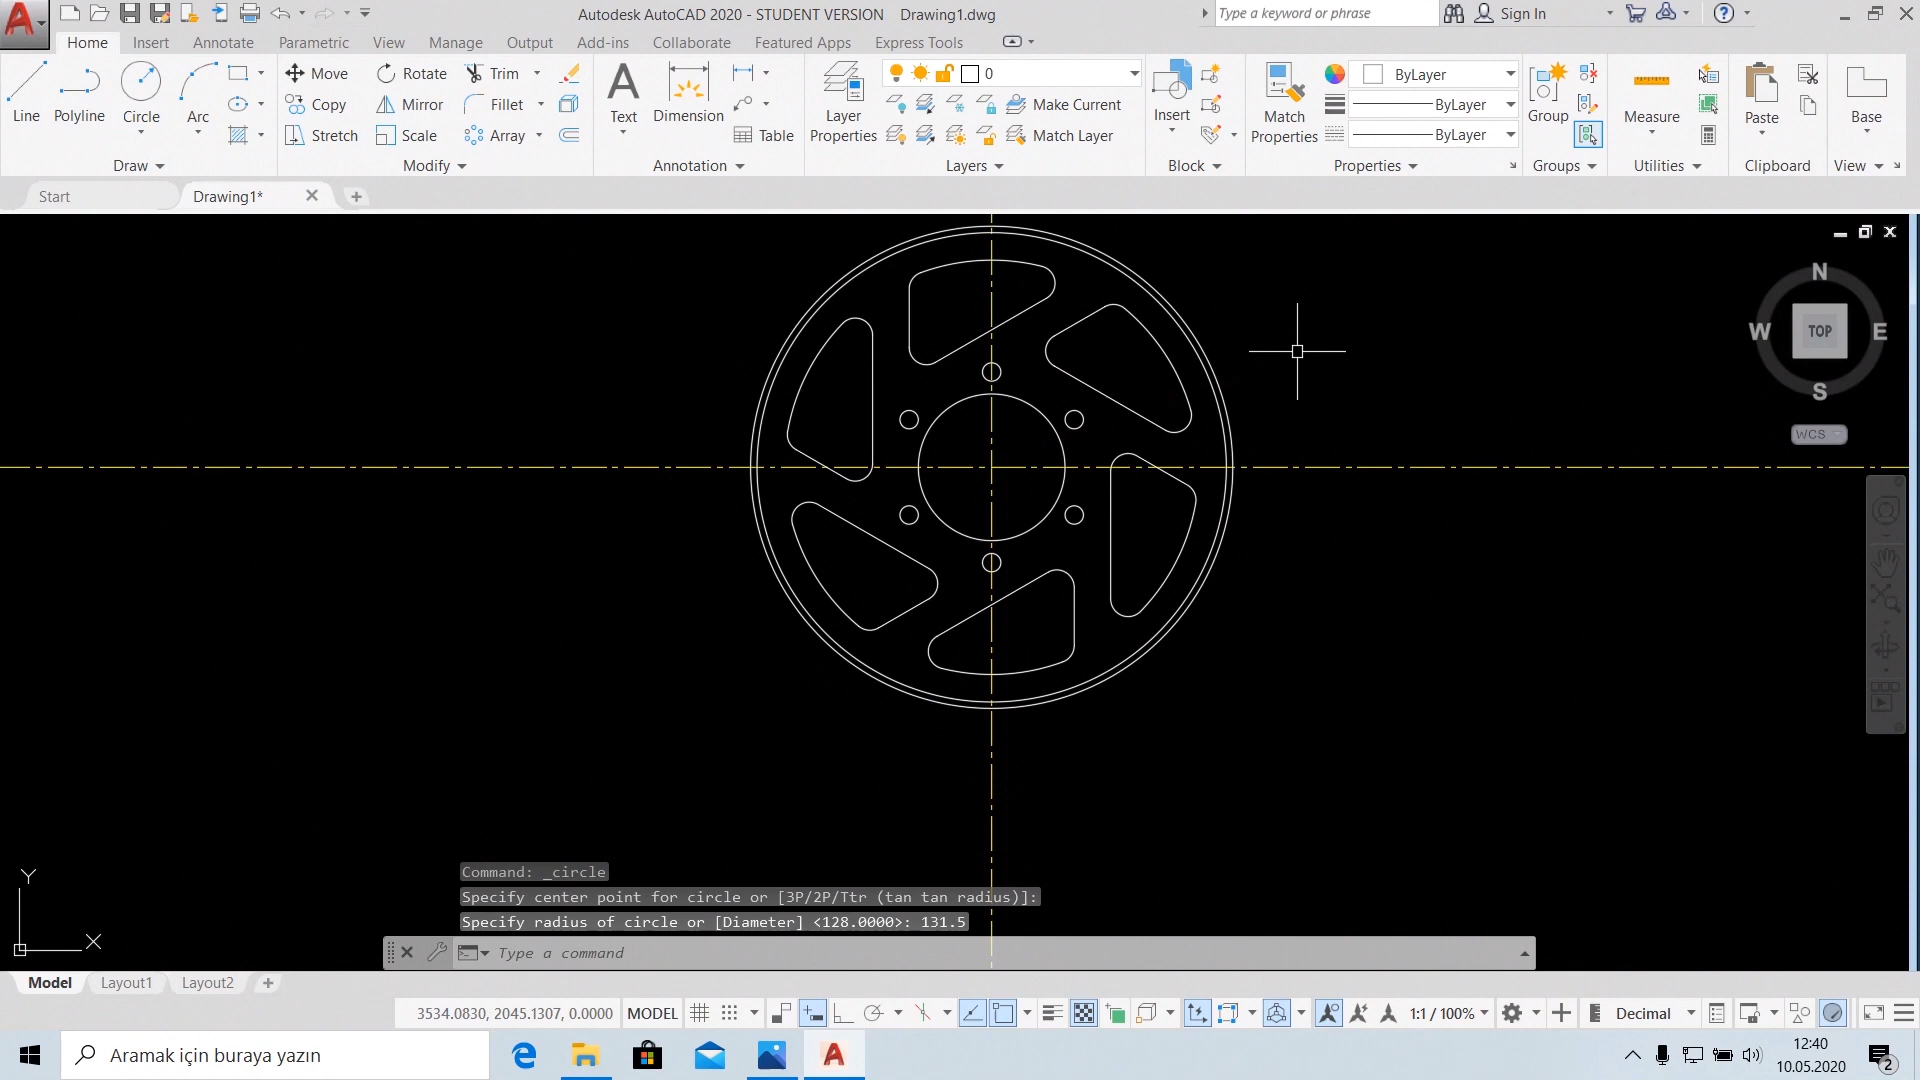 Autodesk AutoCAD 2020 - STUDENT VERSION Drawing1.dwg
Type a keyword or phrase
Sign In
Home Insert Annotate Parametric View Manage Output Add-ins Collaborate Featured Apps Express Tools
Line
Polyline
Circle
Arc
Draw
Move
Rotate
Trim
Copy
Mirror
Fillet
Stretch
Scale
Array
Modify
Text
Dimension
Table
Annotation
Layer
Properties
0
Make Current
Match Layer
Layers
Insert
Block
Match
Properties
ByLayer
ByLayer
ByLayer
Properties
Group
Groups
Measure
Utilities
Paste
Clipboard
Base
View
Start
Drawing1*
N
W
TOP
E
S
WCS
Y
X
Command: _circle
Specify center point for circle or [3P/2P/Ttr (tan tan radius)]:
Specify radius of circle or [Diameter] <128.0000>: 131.5
Type a command
Model Layout1 Layout2
3534.0830, 2045.1307, 0.0000
MODEL
1:1 / 100%
Decimal
Aramak için buraya yazın
12:40
10.05.2020
2